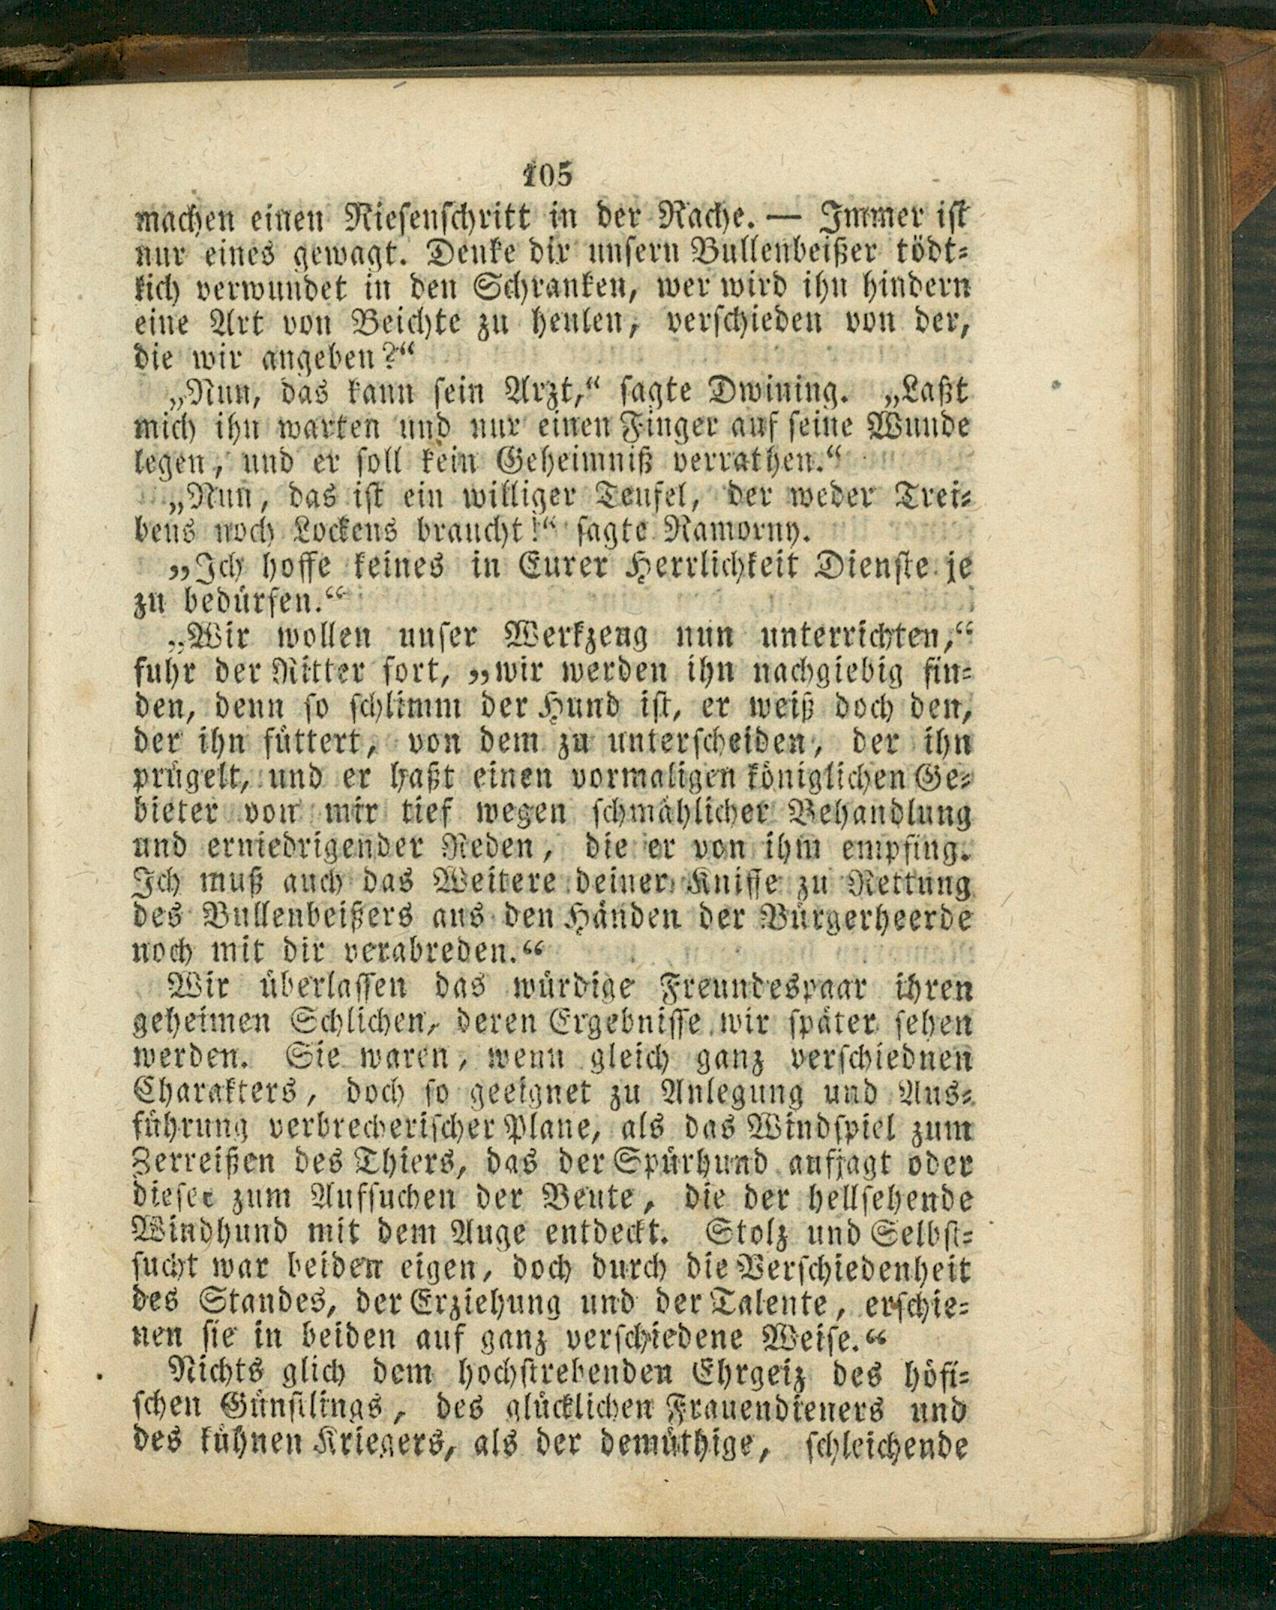 105
machen einen Riesenschritt in der Rache. — Immer ist
nur eines gewagt. Denke dir unsern Bullenbeißer tödt-
lich verwundet in den Schranken, wer wird ihn hindern
eine Art von Beichte zu heulen, verschieden von der,
die wir angeben?“
„Nun, das kann sein Arzt,“ sagte Dwining. „Laßt
mich ihn warten und nur einen Finger auf seine Wunde
legen, und er soll kein Geheimniß verrathen.“
„Nun, das ist ein williger Teufel, der weder Trei-
bens noch Lockens braucht!“ sagte Ramorny.
„Ich hoffe keines in Eurer Herrlichkeit Dienste je
zu bedürfen.“
„Wir wollen unser Werkzeug nun unterrichten,“
fuhr der Ritter fort, „wir werden ihn nachgiebig fin-
den, denn so schlimm der Hund ist, er weiß doch den,
der ihn füttert, von dem zu unterscheiden, der ihn
prügelt, und er haßt einen vormaligen königlichen Ge-
bieter von mir tief wegen schmählicher Behandlung
und erniedrigender Reden, die er von ihm empfing.
Ich muß auch das Weitere deiner Kniffe zu Rettung
des Bullenbeißers aus den Händen der Bürgerheerde
noch mit dir verabreden.“
Wir überlassen das würdige Freundespaar ihren
geheimen Schlichen, deren Ergebnisse wir später sehen
werden. Sie waren, wenn gleich ganz verschiednen
Charakters, doch so geeignet zu Anlegung und Aus-
führung verbrecherischer Plane, als das Windspiel zum
Zerreißen des Thiers, das der Spürhund aufjagt oder
dieser zum Aufsuchen der Beute, die der hellsehende
Windhund mit dem Auge entdeckt. Stolz und Selbst-
sucht war beiden eigen, doch durch die Verschiedenheit
des Standes, der Erziehung und der Talente, erschie-
nen sie in beiden auf ganz verschiedene Weise.“
Nichts glich dem hochstrebenden Ehrgeiz des höfi-
schen Günstlings, des glücklichen Frauendieners und
des kühnen Kriegers, als der demüthige, schleichende